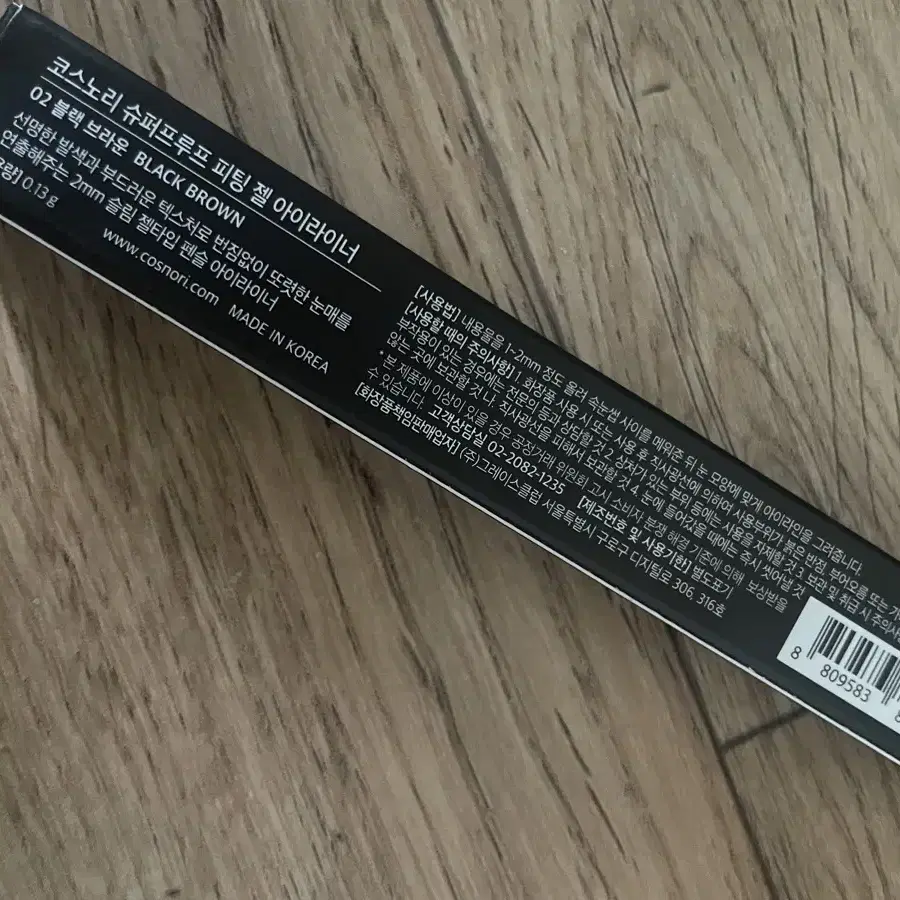 코스노리 슈퍼프루프 피팅 젤 아이라이너
02 블랙 브라운 BLACK BROWN
선명한 발색과 부드러운 텍스처로 번짐없이 또렷한 눈매를
연출해주는 2mm 슬림 젤타입 펜슬 아이라이너
용량] 0.13 g
www.cosnori.com
MADE IN KOREA
[사용법] 내용물을 1~2mm 정도 올려 속눈썹 사이를 메워준 뒤 눈 모양에 맞게 아이라인을 그려줍니다.
[사용할 때의 주의사항] 1. 화장품 사용 시 또는 사용 후 직사광선에 의하여 사용부위가 붉은 반점, 부어오름 또는
부작용이 있는 경우에는 전문의 등과 상담할 것 2. 상처가 있는 부위 등에는 사용을 자제할 것 3. 보관 및 취급 시 주의사항
않는 곳에 보관할 것 나. 직사광선을 피해서 보관할 것 4. 눈에 들어갔을 때에는 즉시 씻어낼 것
* 본 제품에 이상이 있을 경우 공정거래 위원회 고시 소비자 분쟁 해결 기준에 의해 보상받을
수 있습니다. 고객상담실 02-2082-1235 [제조번호 및 사용기한] 별도표기
[화장품책임판매업자] (주)그레이스클럽 서울특별시 구로구 디지털로 306, 316호
8 809583